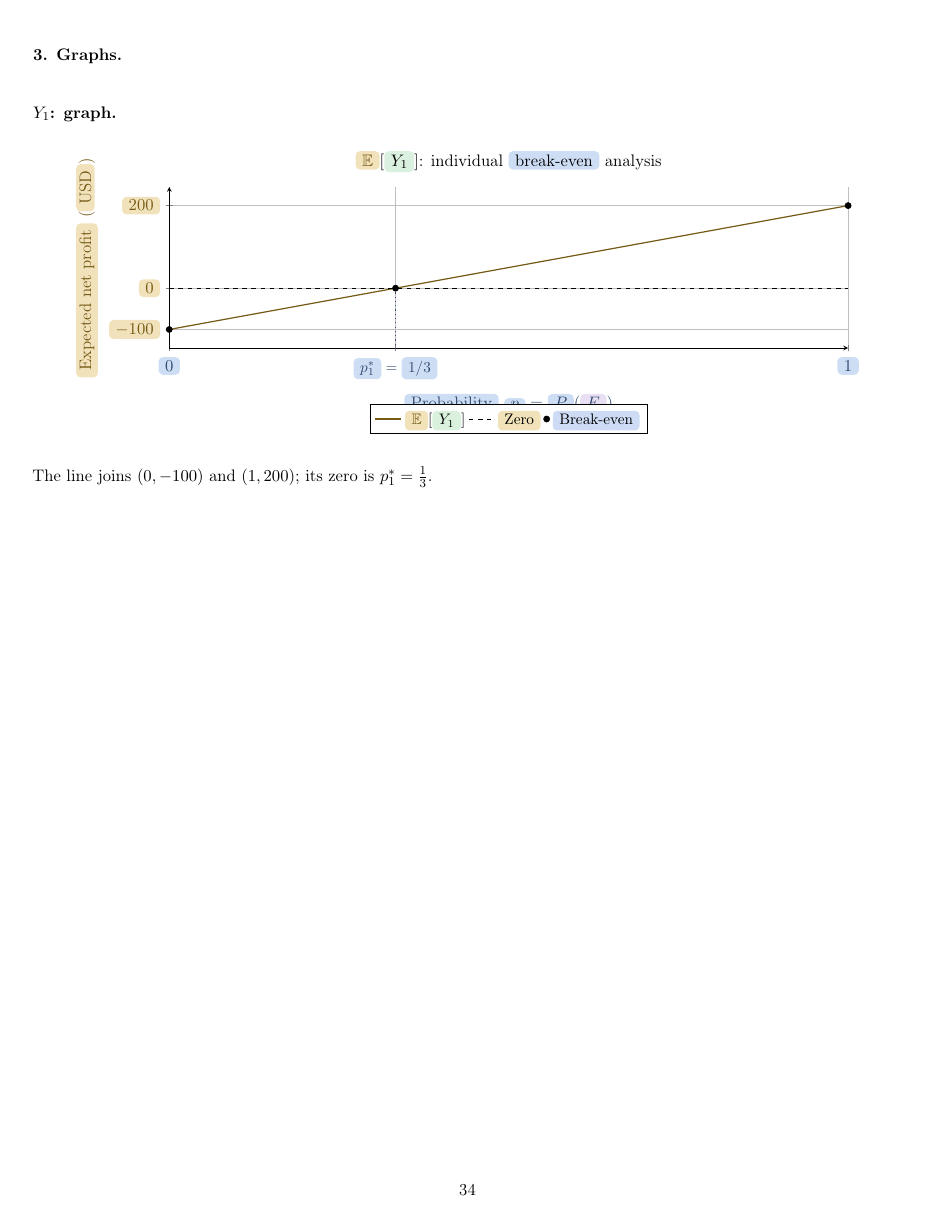 3. Graphs.
Y₁: graph.
𝔼[Y₁]: individual break-even analysis
Expected net profit (USD)
200
0
−100
0
p₁* = 1/3
1
Probability p = P(E)
𝔼[Y₁] Zero Break-even
The line joins (0, −100) and (1, 200); its zero is p₁* = 1/3.
34